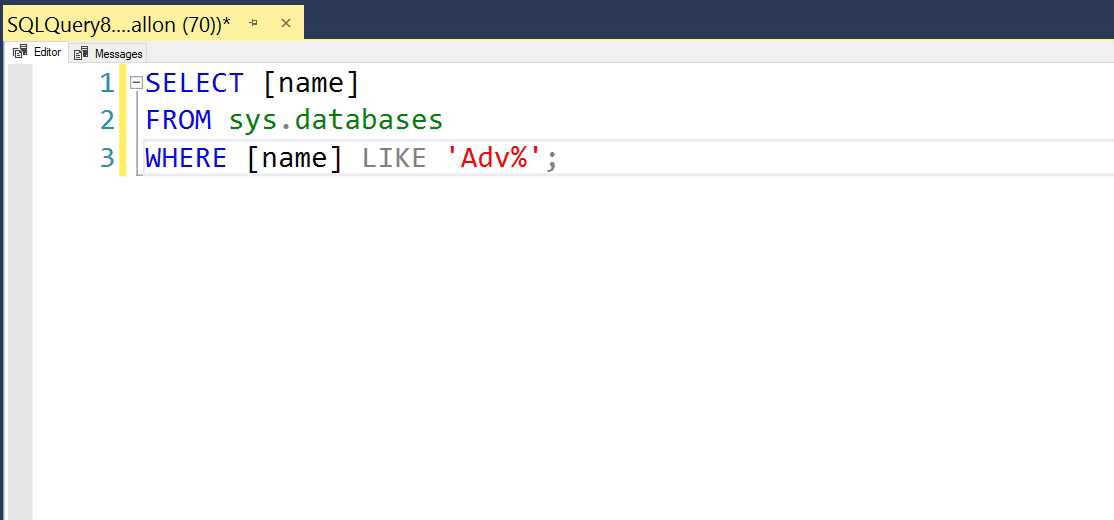 SQLQuery8....allon (70))*
Editor Messages
1 SELECT [name]
2 FROM sys.databases
3 WHERE [name] LIKE 'Adv%';